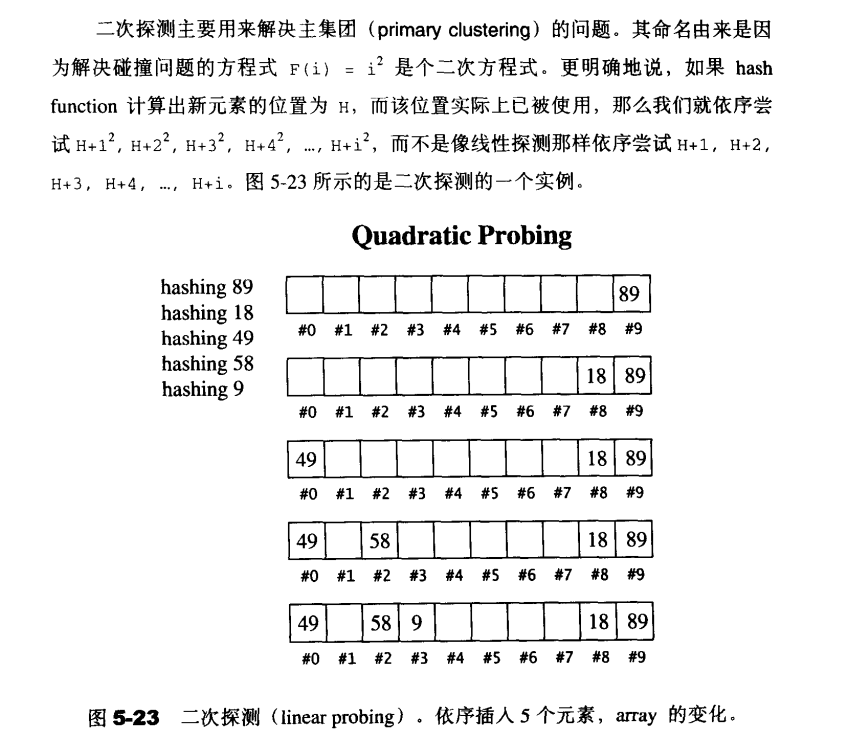 二次探测主要用来解决主集团（primary clustering）的问题。其命名由来是因
为解决碰撞问题的方程式 F(i) = i² 是个二次方程式。更明确地说，如果 hash
function 计算出新元素的位置为 H，而该位置实际上已被使用，那么我们就依序尝
试 H+1², H+2², H+3², H+4², …, H+i²，而不是像线性探测那样依序尝试 H+1, H+2,
H+3, H+4, …, H+i。图 5-23 所示的是二次探测的一个实例。
Quadratic Probing
hashing 89
hashing 18
hashing 49
hashing 58
hashing 9
89
#0 #1 #2 #3 #4 #5 #6 #7 #8 #9
18 89
#0 #1 #2 #3 #4 #5 #6 #7 #8 #9
49 18 89
#0 #1 #2 #3 #4 #5 #6 #7 #8 #9
49 58 18 89
#0 #1 #2 #3 #4 #5 #6 #7 #8 #9
49 58 9 18 89
#0 #1 #2 #3 #4 #5 #6 #7 #8 #9
图 5-23 二次探测（linear probing）。依序插入 5 个元素，array 的变化。